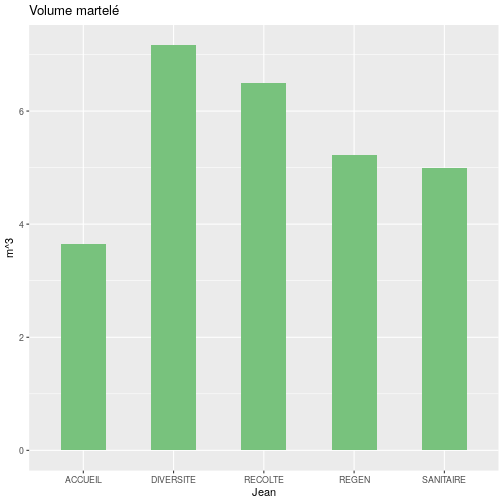 Volume martelé
m^3
6
4
2
0
ACCUEIL DIVERSITE RECOLTE REGEN SANITAIRE
Jean